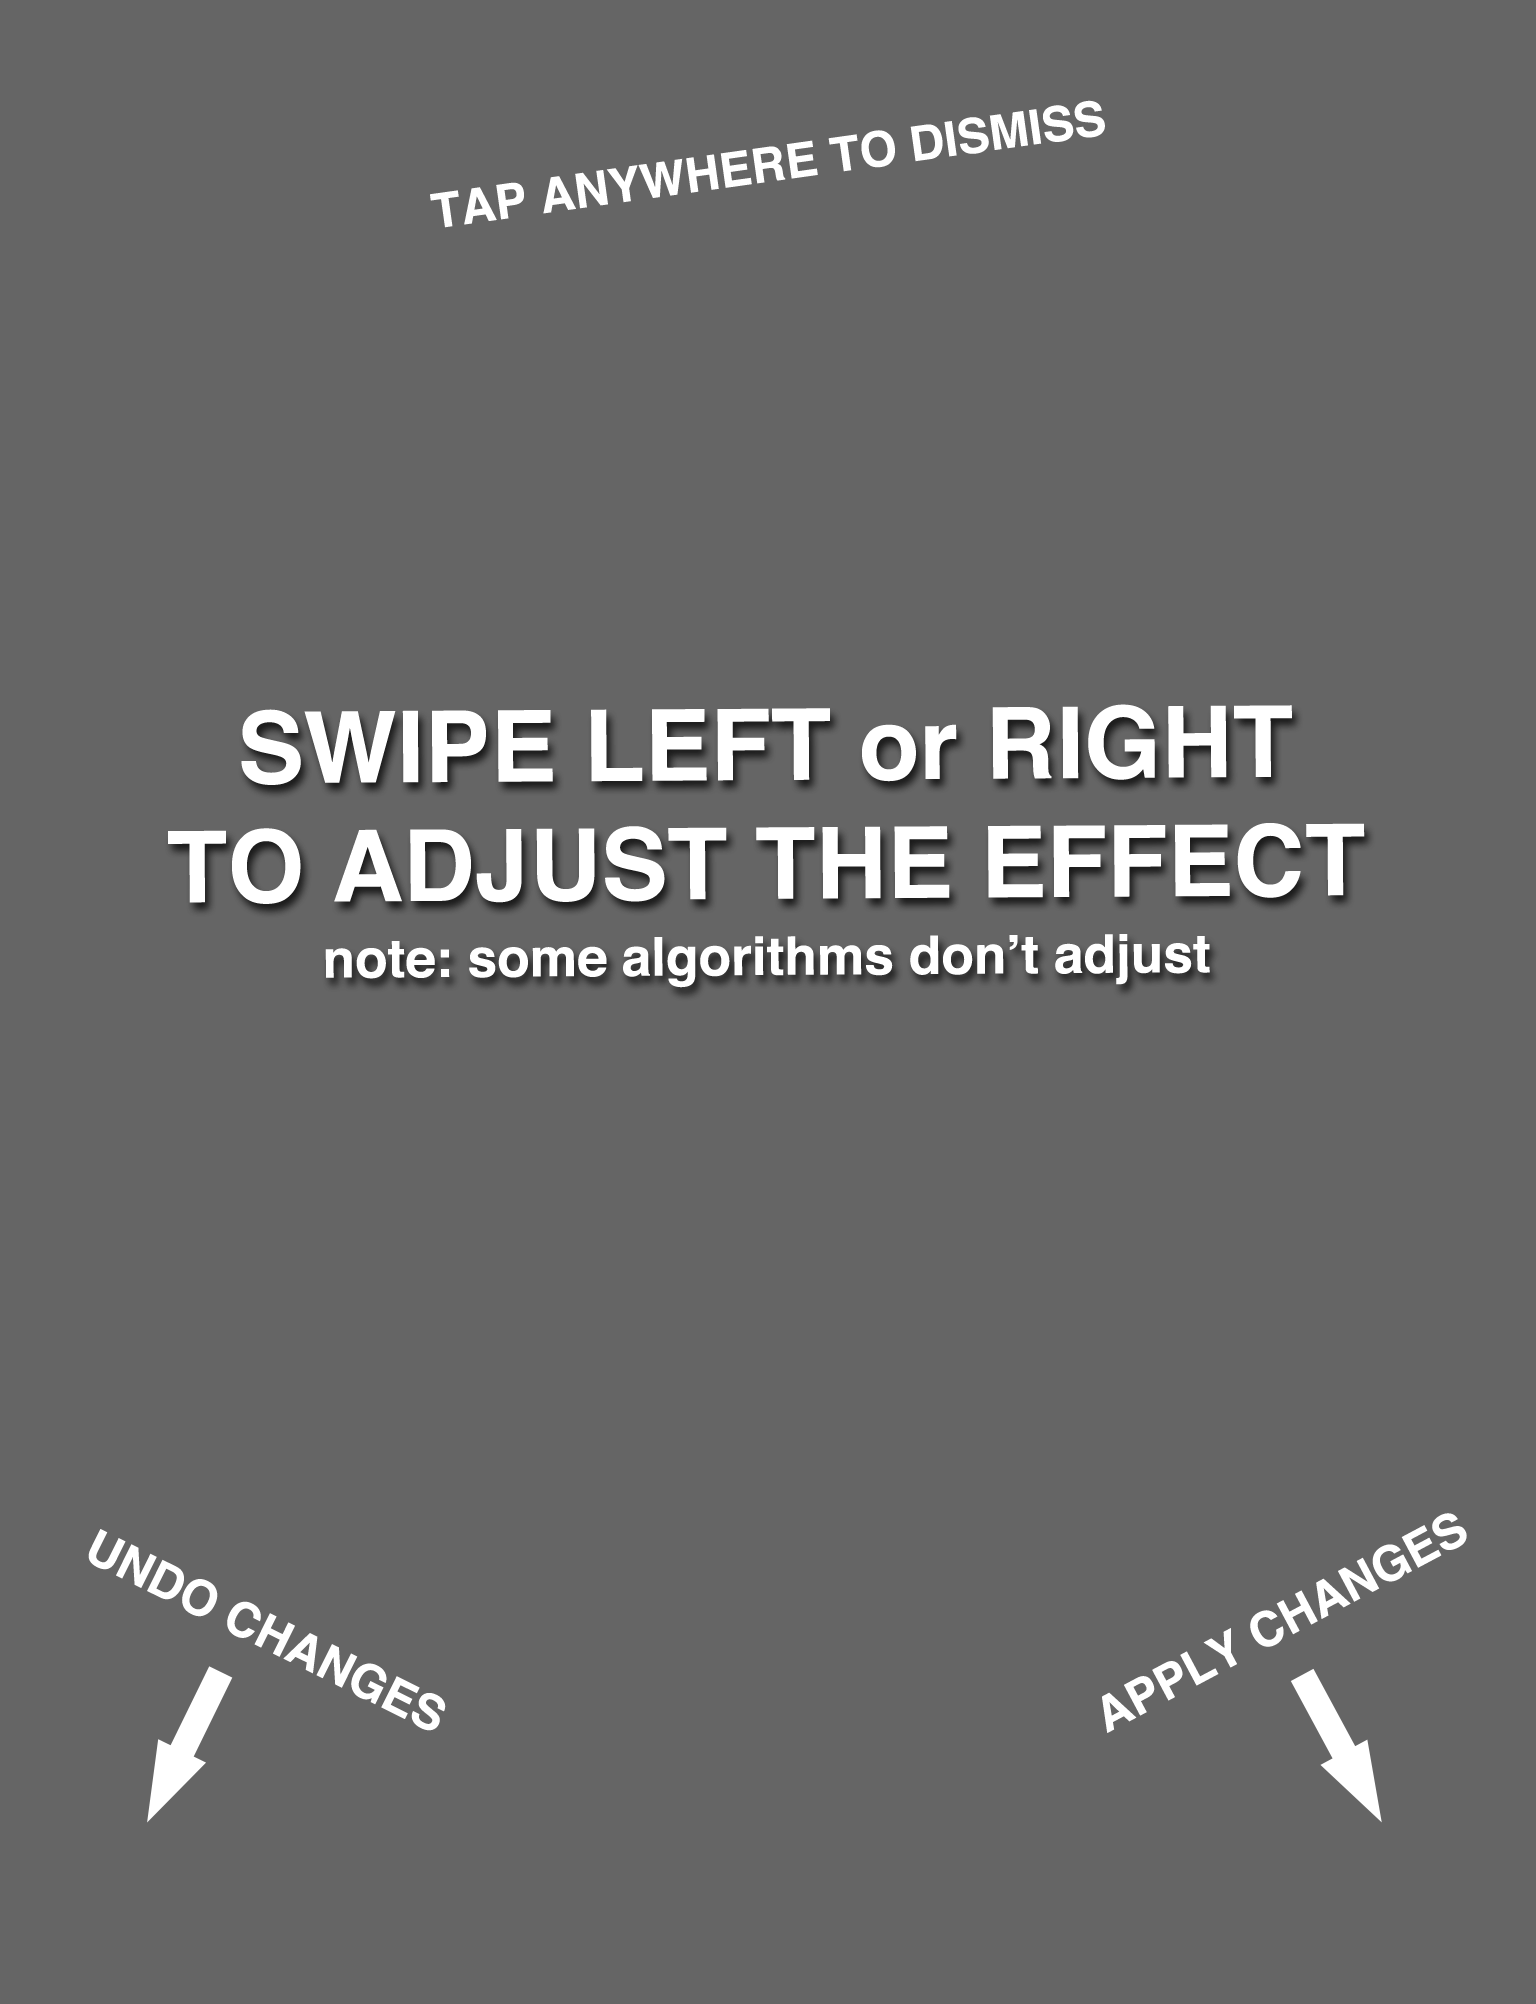 TAP ANYWHERE TO DISMISS
SWIPE LEFT or RIGHT
TO ADJUST THE EFFECT
note: some algorithms don’t adjust
UNDO CHANGES
APPLY CHANGES